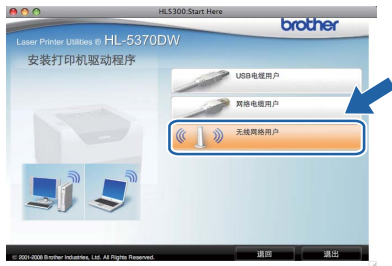 HL5300:Start Here
brother
Laser Printer Utilities ® HL-5370DW
安装打印机驱动程序
USB电缆用户
网络电缆用户
无线网络用户
© 2001-2008 Brother Industries, Ltd. All Rights Reserved.
退回
退出